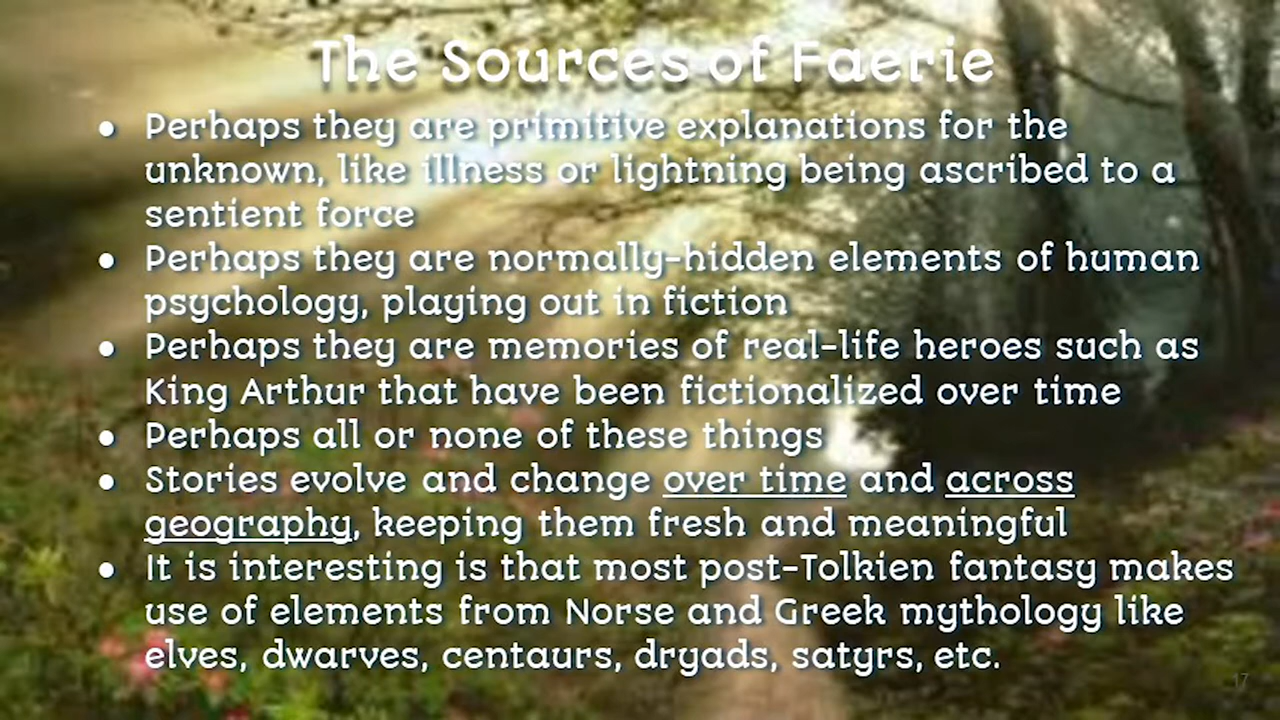 The Sources of Faerie
• Perhaps they are primitive explanations for the
unknown, like illness or lightning being ascribed to a
sentient force
• Perhaps they are normally-hidden elements of human
psychology, playing out in fiction
• Perhaps they are memories of real-life heroes such as
King Arthur that have been fictionalized over time
• Perhaps all or none of these things
• Stories evolve and change over time and across
geography, keeping them fresh and meaningful
• It is interesting is that most post-Tolkien fantasy makes
use of elements from Norse and Greek mythology like
elves, dwarves, centaurs, dryads, satyrs, etc.
17